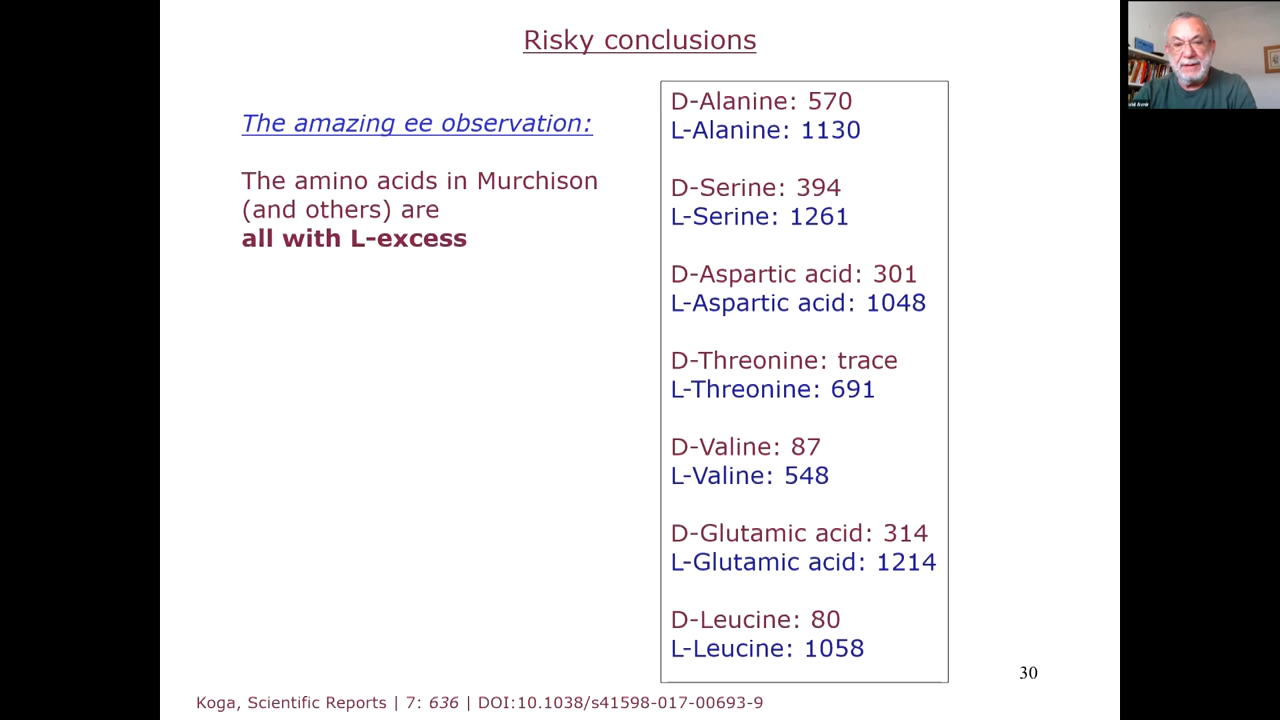 Risky conclusions
The amazing ee observation:
The amino acids in Murchison
(and others) are
all with L-excess
D-Alanine: 570
L-Alanine: 1130
D-Serine: 394
L-Serine: 1261
D-Aspartic acid: 301
L-Aspartic acid: 1048
D-Threonine: trace
L-Threonine: 691
D-Valine: 87
L-Valine: 548
D-Glutamic acid: 314
L-Glutamic acid: 1214
D-Leucine: 80
L-Leucine: 1058
30
Koga, Scientific Reports | 7: 636 | DOI:10.1038/s41598-017-00693-9